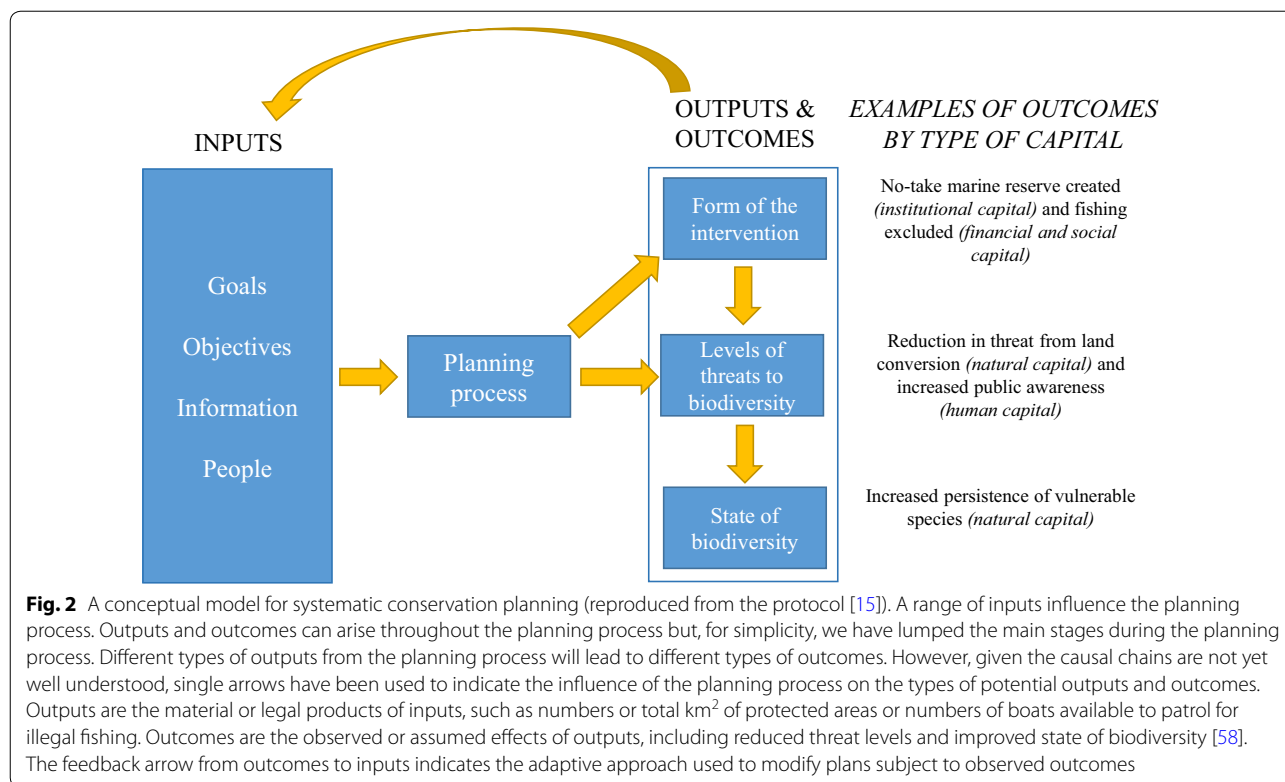 INPUTS
OUTPUTS &
OUTCOMES
EXAMPLES OF OUTCOMES
BY TYPE OF CAPITAL
Goals
Objectives
Information
People
Planning
process
Form of the
intervention
Levels of
threats to
biodiversity
State of
biodiversity
No-take marine reserve created
(institutional capital) and fishing
excluded (financial and social
capital)
Reduction in threat from land
conversion (natural capital) and
increased public awareness
(human capital)
Increased persistence of vulnerable
species (natural capital)
Fig. 2 A conceptual model for systematic conservation planning (reproduced from the protocol [15]). A range of inputs influence the planning
process. Outputs and outcomes can arise throughout the planning process but, for simplicity, we have lumped the main stages during the planning
process. Different types of outputs from the planning process will lead to different types of outcomes. However, given the causal chains are not yet
well understood, single arrows have been used to indicate the influence of the planning process on the types of potential outputs and outcomes.
Outputs are the material or legal products of inputs, such as numbers or total km² of protected areas or numbers of boats available to patrol for
illegal fishing. Outcomes are the observed or assumed effects of outputs, including reduced threat levels and improved state of biodiversity [58].
The feedback arrow from outcomes to inputs indicates the adaptive approach used to modify plans subject to observed outcomes